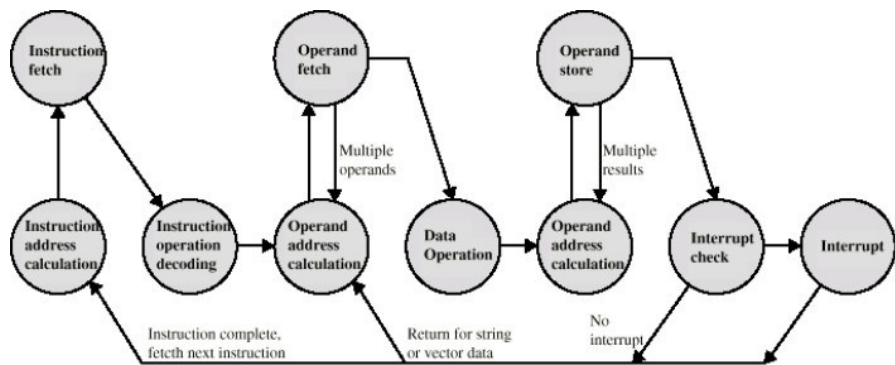 Instruction
fetch
Operand
fetch
Operand
store
Multiple
operands
Multiple
results
Instruction
address
calculation
Instruction
operation
decoding
Operand
address
calculation
Data
Operation
Operand
address
calculation
Interrupt
check
Interrupt
Instruction complete,
fetcth next instruction
Return for string
or vector data
No
interrupt